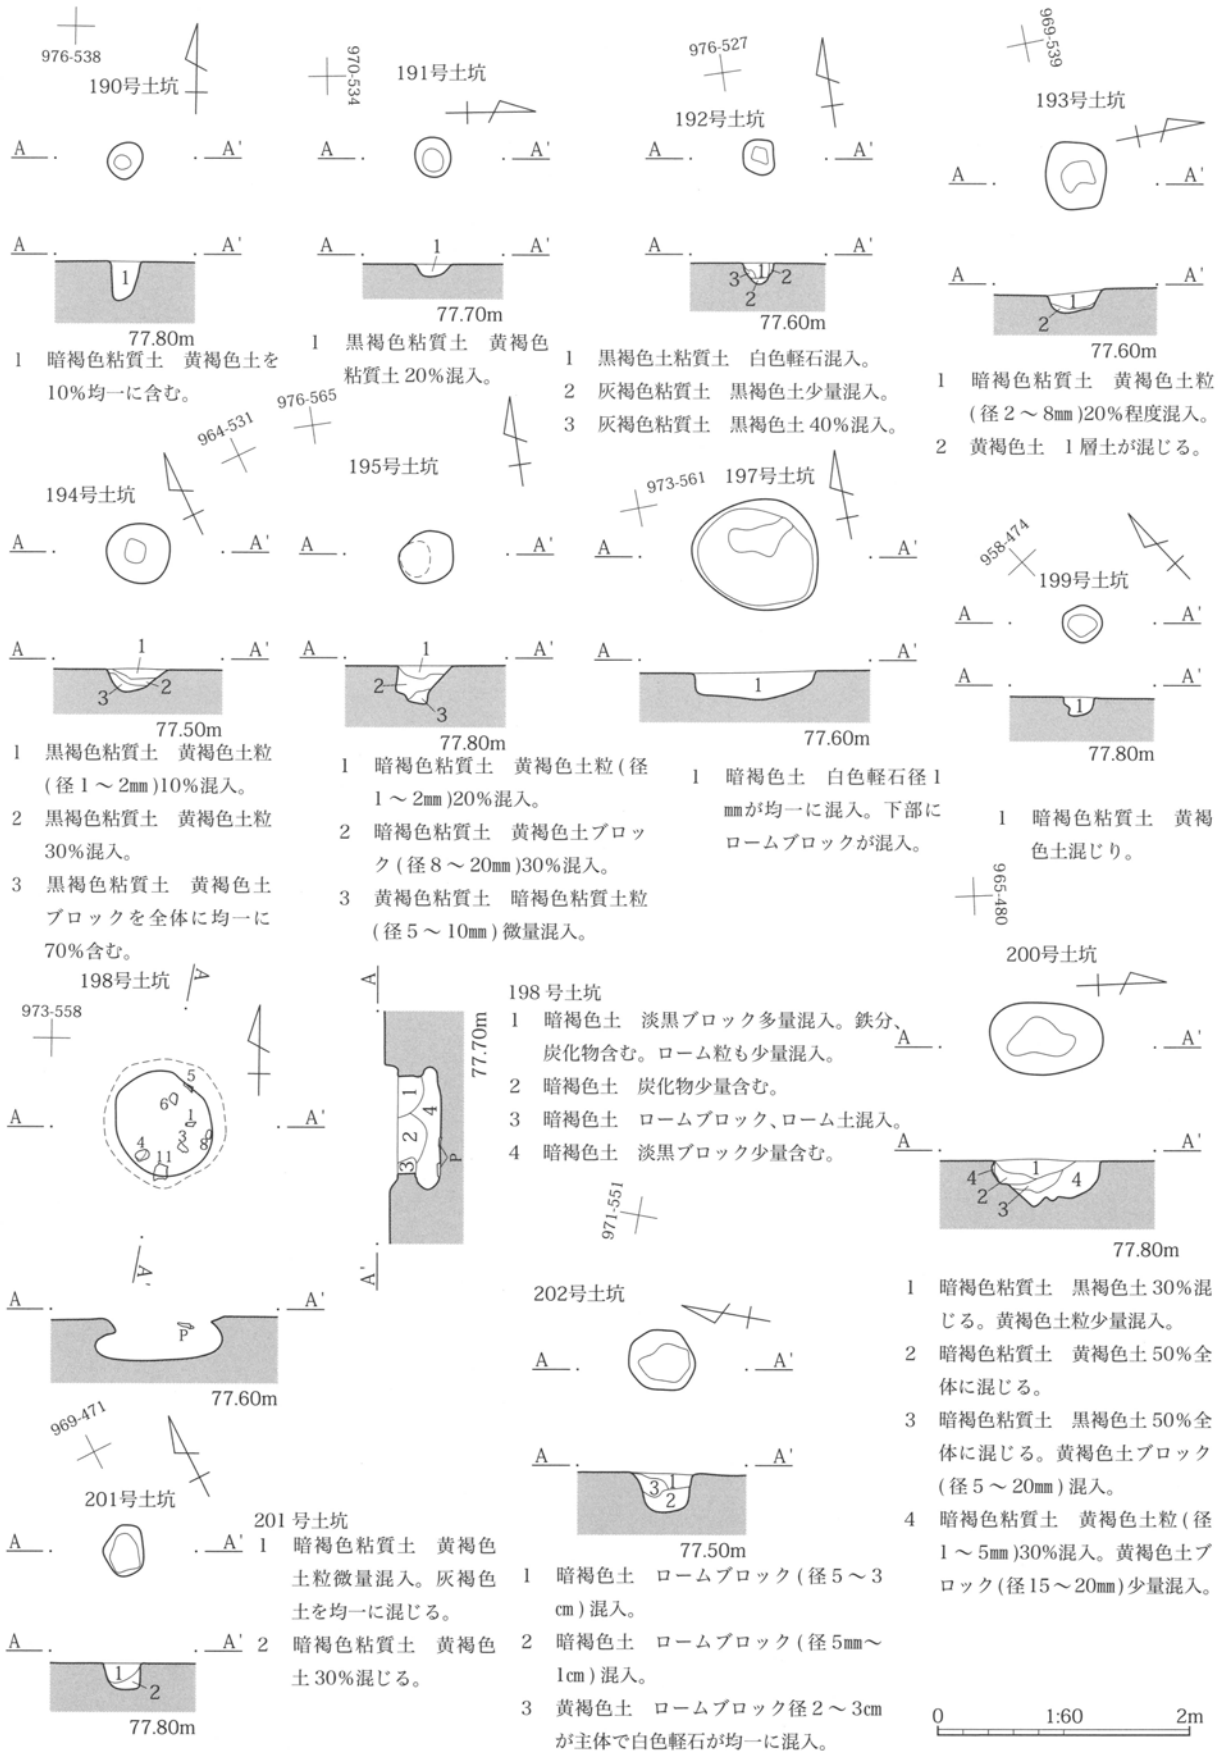 976-538
190号土坑
A A'
A A'
1
77.80m
1 暗褐色粘質土 黄褐色土を
10%均一に含む。
970-534
191号土坑
A A'
A A'
1
77.70m
1 黒褐色粘質土 黄褐色
粘質土20%混入。
976-527
192号土坑
A A'
A A'
3 1 2
2
77.60m
1 黒褐色土粘質土 白色軽石混入。
2 灰褐色粘質土 黒褐色土少量混入。
3 灰褐色粘質土 黒褐色土40%混入。
969-539
193号土坑
A A'
A A'
1
2
77.60m
1 暗褐色粘質土 黄褐色土粒
(径2～8㎜)20%程度混入。
2 黄褐色土 1層土が混じる。
964-531
194号土坑
A A'
A A'
1
3 2
77.50m
1 黒褐色粘質土 黄褐色土粒
(径1～2㎜)10%混入。
2 黒褐色粘質土 黄褐色土粒
30%混入。
3 黒褐色粘質土 黄褐色土
ブロックを全体に均一に
70%含む。
976-565
195号土坑
A A'
A A'
1
2
3
77.80m
1 暗褐色粘質土 黄褐色土粒(径
1～2㎜)20%混入。
2 暗褐色粘質土 黄褐色土ブロッ
ク(径8～20㎜)30%混入。
3 黄褐色粘質土 暗褐色粘質土粒
(径5～10㎜)微量混入。
973-561
197号土坑
A A'
A A'
1
77.60m
1 暗褐色土 白色軽石径1
㎜が均一に混入。下部に
ロームブロックが混入。
958-474
199号土坑
A A'
A A'
1
77.80m
1 暗褐色粘質土 黄褐
色土混じり。
198号土坑
973-558
A
A A'
5
6
1
4 3 8
11
A'
A A'
P
77.60m
A
77.70m
1
4
2
3
P
A'
198号土坑
1 暗褐色土 淡黒ブロック多量混入。鉄分、
炭化物含む。ローム粒も少量混入。
2 暗褐色土 炭化物少量含む。
3 暗褐色土 ロームブロック、ローム土混入。
4 暗褐色土 淡黒ブロック少量含む。
965-480
200号土坑
A A'
A A'
1
4 4
2
3
77.80m
1 暗褐色粘質土 黒褐色土30%混
じる。黄褐色土粒少量混入。
2 暗褐色粘質土 黄褐色土50%全
体に混じる。
3 暗褐色粘質土 黒褐色土50%全
体に混じる。黄褐色土ブロック
(径5～20㎜)混入。
4 暗褐色粘質土 黄褐色土粒(径
1～5㎜)30%混入。黄褐色土ブ
ロック(径15～20㎜)少量混入。
969-471
201号土坑
A A'
A A'
1
2
77.80m
201号土坑
1 暗褐色粘質土 黄褐色
土粒微量混入。灰褐色
土を均一に混じる。
2 暗褐色粘質土 黄褐色
土30%混じる。
971-551
202号土坑
A A'
A A'
3 1
2
77.50m
1 暗褐色土 ロームブロック(径5～3
㎝)混入。
2 暗褐色土 ロームブロック(径5㎜～
1㎝)混入。
3 黄褐色土 ロームブロック径2～3㎝
が主体で白色軽石が均一に混入。
0 1:60 2m